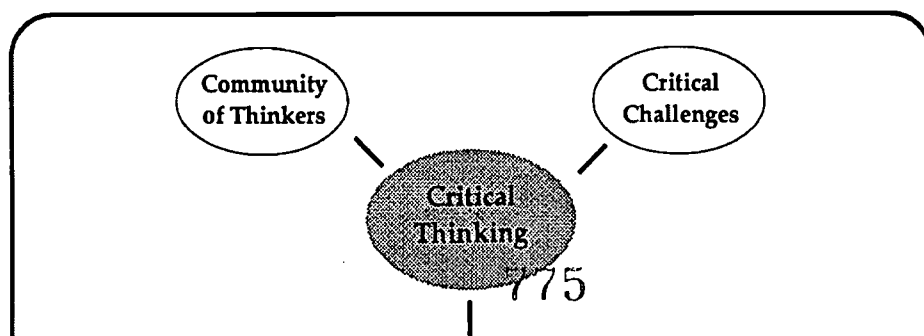 Community
of Thinkers
Critical
Challenges
Critical
Thinking
775